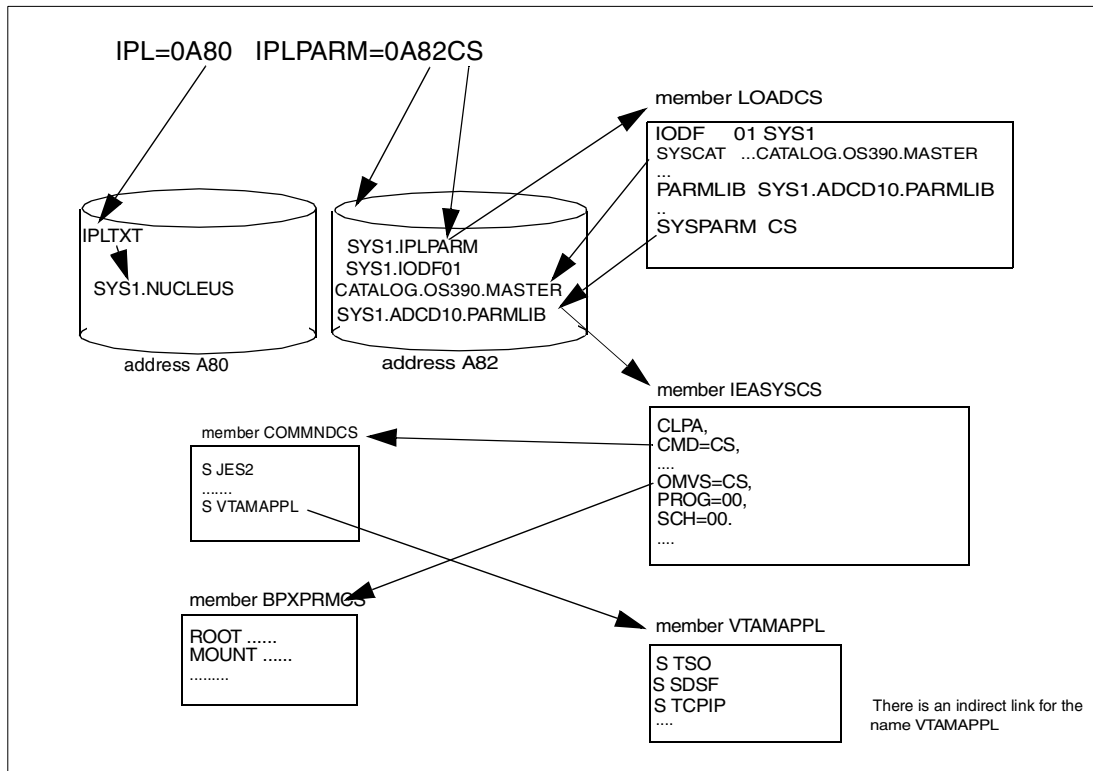 IPL=0A80 IPLPARM=0A82CS
member LOADCS
IODF 01 SYS1
SYSCAT ...CATALOG.OS390.MASTER
...
PARMLIB SYS1.ADCD10.PARMLIB
..
SYSPARM CS
IPLTXT
SYS1.NUCLEUS
address A80
SYS1.IPLPARM
SYS1.IODF01
CATALOG.OS390.MASTER
SYS1.ADCD10.PARMLIB
address A82
member IEASYSCS
CLPA,
CMD=CS,
....
OMVS=CS,
PROG=00,
SCH=00.
....
member COMMNDCS
S JES2
.......
S VTAMAPPL
member BPXPRMCS
ROOT ......
MOUNT ......
.........
member VTAMAPPL
S TSO
S SDSF
S TCPIP
....
There is an indirect link for the
name VTAMAPPL